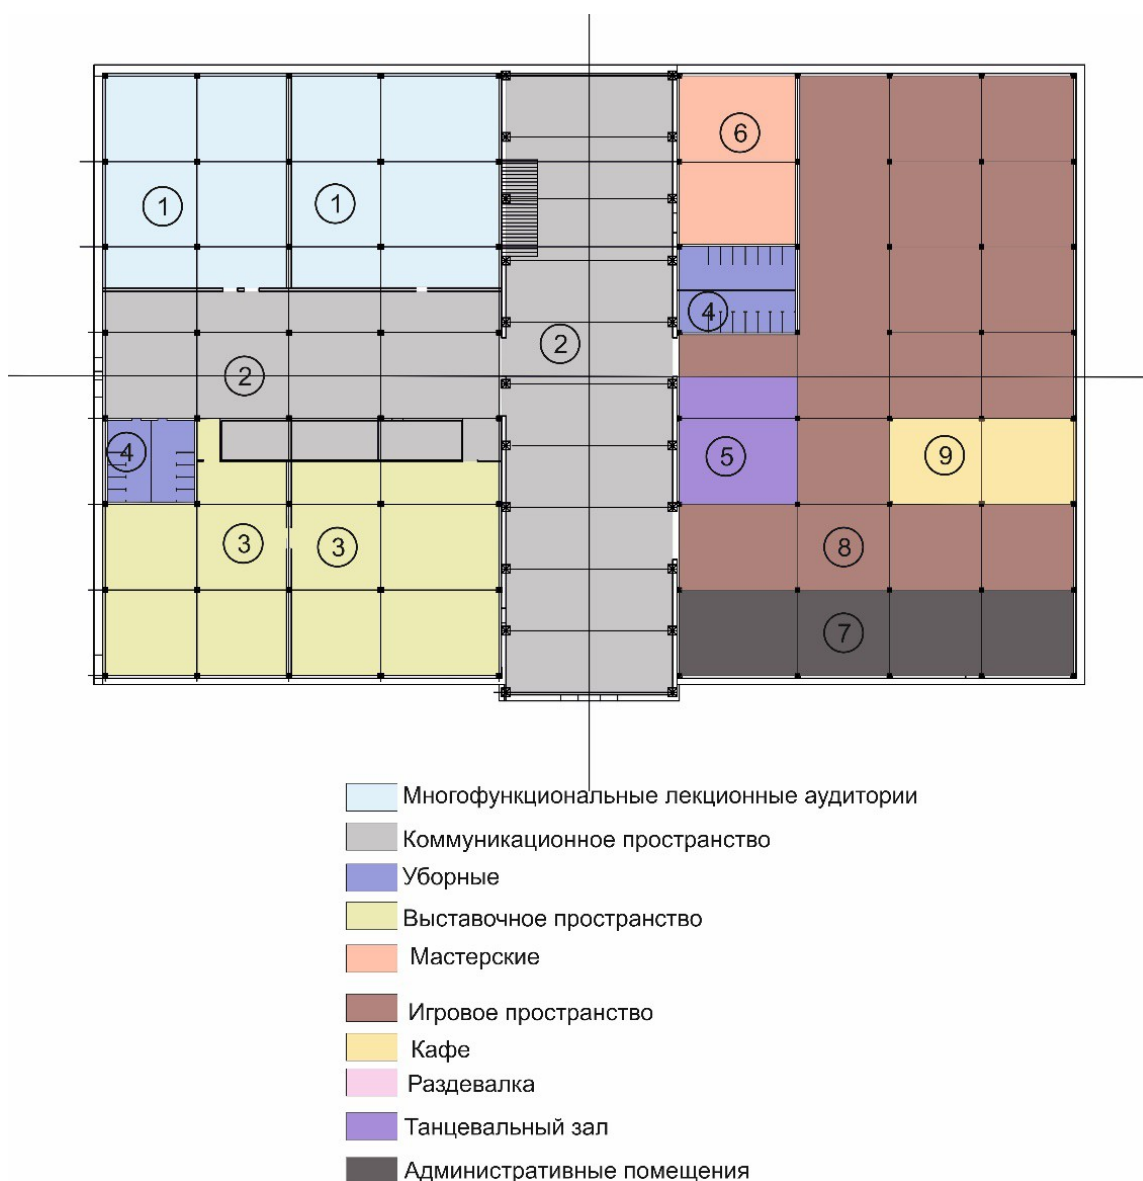 6
1 1
4
2
2
4 5 9
3 3 8
7
Многофункциональные лекционные аудитории
Коммуникационное пространство
Уборные
Выставочное пространство
Мастерские
Игровое пространство
Кафе
Раздевалка
Танцевальный зал
Административные помещения